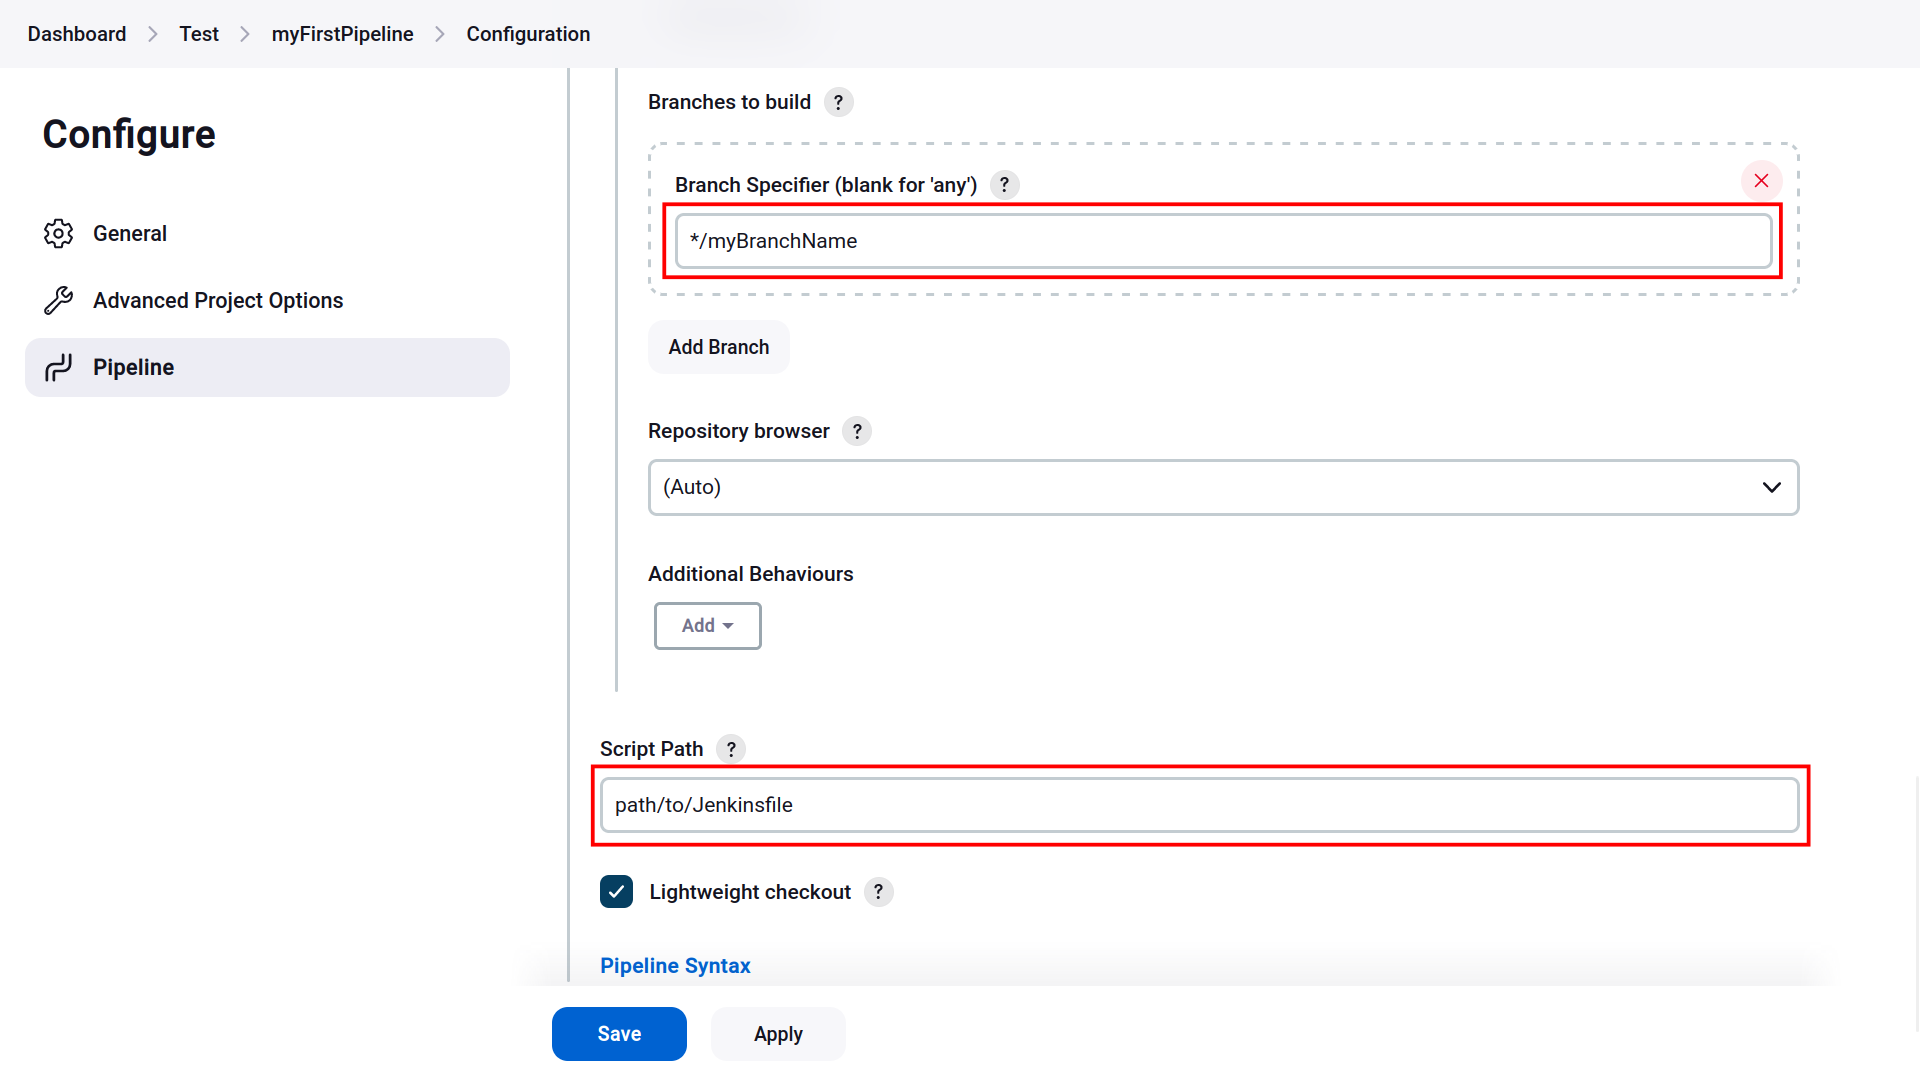 Dashboard > Test > myFirstPipeline > Configuration
Configure
General
Advanced Project Options
Pipeline
Branches to build ?
Branch Specifier (blank for 'any') ?
*/myBranchName
Add Branch
Repository browser ?
(Auto)
Additional Behaviours
Add
Script Path ?
path/to/Jenkinsfile
Lightweight checkout ?
Pipeline Syntax
Save
Apply